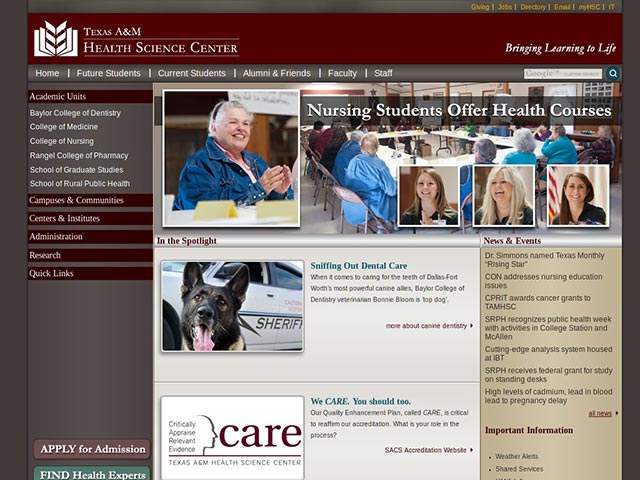 Giving | Jobs | Directory | Email | myHSC | IT
TEXAS A&M
HEALTH SCIENCE CENTER
Bringing Learning to Life
Home | Future Students | Current Students | Alumni & Friends | Faculty | Staff
Google
Academic Units
Baylor College of Dentistry
College of Medicine
College of Nursing
Rangel College of Pharmacy
School of Graduate Studies
School of Rural Public Health
Campuses & Communities
Centers & Institutes
Administration
Research
Quick Links
APPLY for Admission
FIND Health Experts
Nursing Students Offer Health Courses
In the Spotlight
SHERIFF
Sniffing Out Dental Care
When it comes to caring for the teeth of Dallas-Fort
Worth's most powerful canine allies, Baylor College of
Dentistry veterinarian Bonnie Bloom is 'top dog'.
more about canine dentistry
Critically
Appraise
Relevant
Evidence
care
TEXAS A&M HEALTH SCIENCE CENTER
We CARE. You should too.
Our Quality Enhancement Plan, called CARE, is critical
to reaffirm our accreditation. What is your role in the
process?
SACS Accreditation Website
News & Events
Dr. Simmons named Texas Monthly
"Rising Star"
CON addresses nursing education
issues
CPRIT awards cancer grants to
TAMHSC
SRPH recognizes public health week
with activities in College Station and
McAllen
Cutting-edge analysis system housed
at IBT
SRPH receives federal grant for study
on standing desks
High levels of cadmium, lead in blood
lead to pregnancy delay
all news
Important Information
Weather Alerts
Shared Services